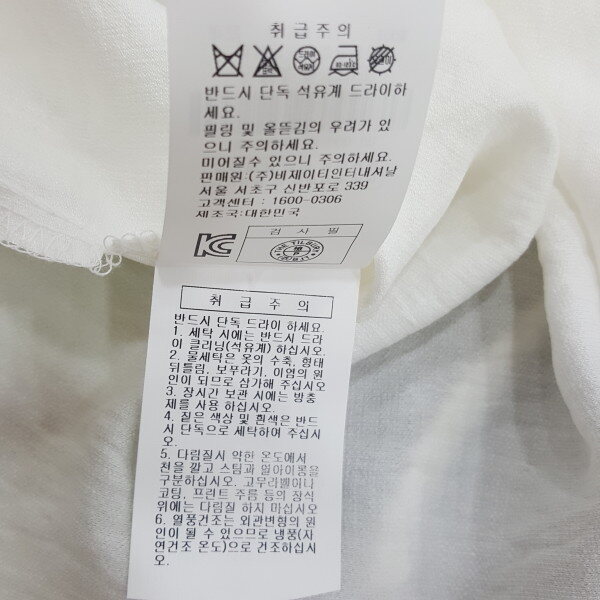 취급주의
드라이
석유계
반드시 단독 석유계 드라이하
세요.
필링 및 올뜯김의 우려가 있
으니 주의하세요.
미어질수 있으니 주의하세요.
판매원:(주)비제이티인터내셔날
서울 서초구 신반포로 339
고객센터 : 1600-0306
제조국:대한민국
검 사 필
취 급 주 의
반드시 단독 드라이 하세요.
1. 세탁 시에는 반드시 드라
이 클리닝(석유계) 하십시오.
2. 물세탁은 옷의 수축, 형태
뒤틀림, 보푸라기, 이염의 원
인이 되므로 삼가해 주십시오
3. 장시간 보관 시에는 방충
제를 사용 하십시오.
4. 짙은 색상 및 흰색은 반드
시 단독으로 세탁하여 주십시
오.
5. 다림질시 약한 온도에서
천을 깔고 스팀과 얼아이롱을
구분하십시오. 고무라벨이나
코팅, 프린트 주름 등의 장식
위에는 다림질 하지 마십시오
6. 열풍건조는 외관변형의 원
인이 될 수 있으므로 냉풍(자
연건조 온도)으로 건조하십시
오.